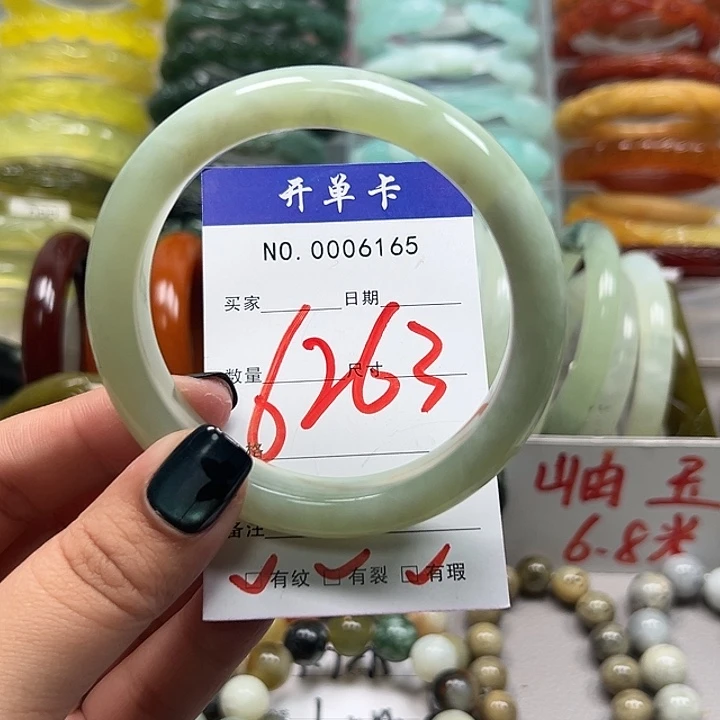 开单卡
NO.0006165
买家 日期
数量 尺寸
6263
备注
有纹 有裂 有瑕
岫玉
6.8米